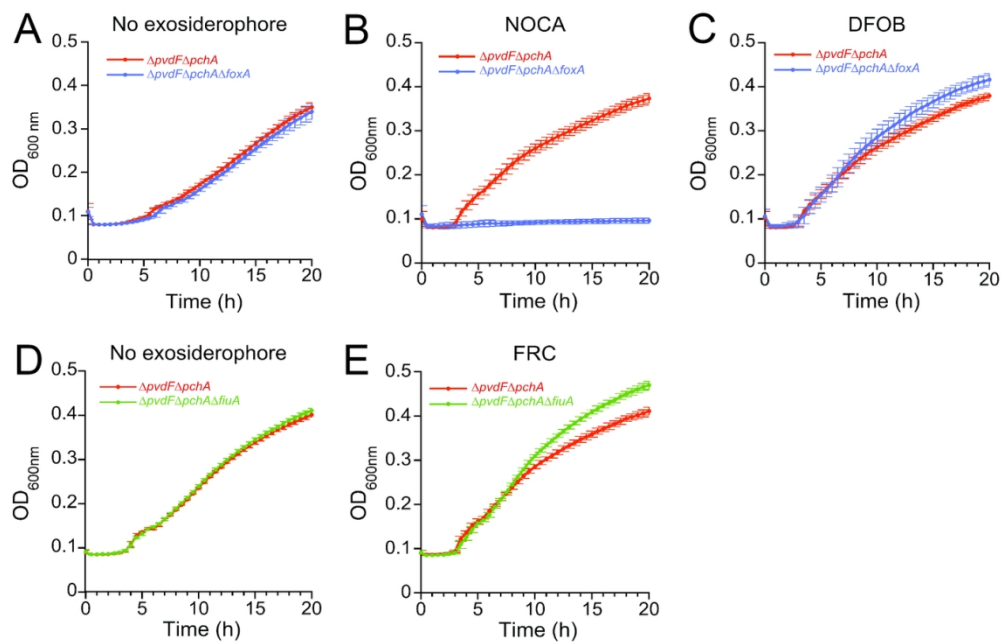 A
No exosiderophore
ΔpvdFΔpchA
ΔpvdFΔpchAΔfoxA
OD600 nm
0.5
0.4
0.3
0.2
0.1
0
0 5 10 15 20
Time (h)
B
NOCA
ΔpvdFΔpchA
ΔpvdFΔpchAΔfoxA
OD600nm
0.5
0.4
0.3
0.2
0.1
0
0 5 10 15 20
Time (h)
C
DFOB
ΔpvdFΔpchA
ΔpvdFΔpchAΔfoxA
OD600nm
0.5
0.4
0.3
0.2
0.1
0
0 5 10 15 20
Time (h)
D
No exosiderophore
ΔpvdFΔpchA
ΔpvdFΔpchAΔfiuA
OD600nm
0.5
0.4
0.3
0.2
0.1
0
0 5 10 15 20
Time (h)
E
FRC
ΔpvdFΔpchA
ΔpvdFΔpchAΔfiuA
OD600nm
0.5
0.4
0.3
0.2
0.1
0
0 5 10 15 20
Time (h)